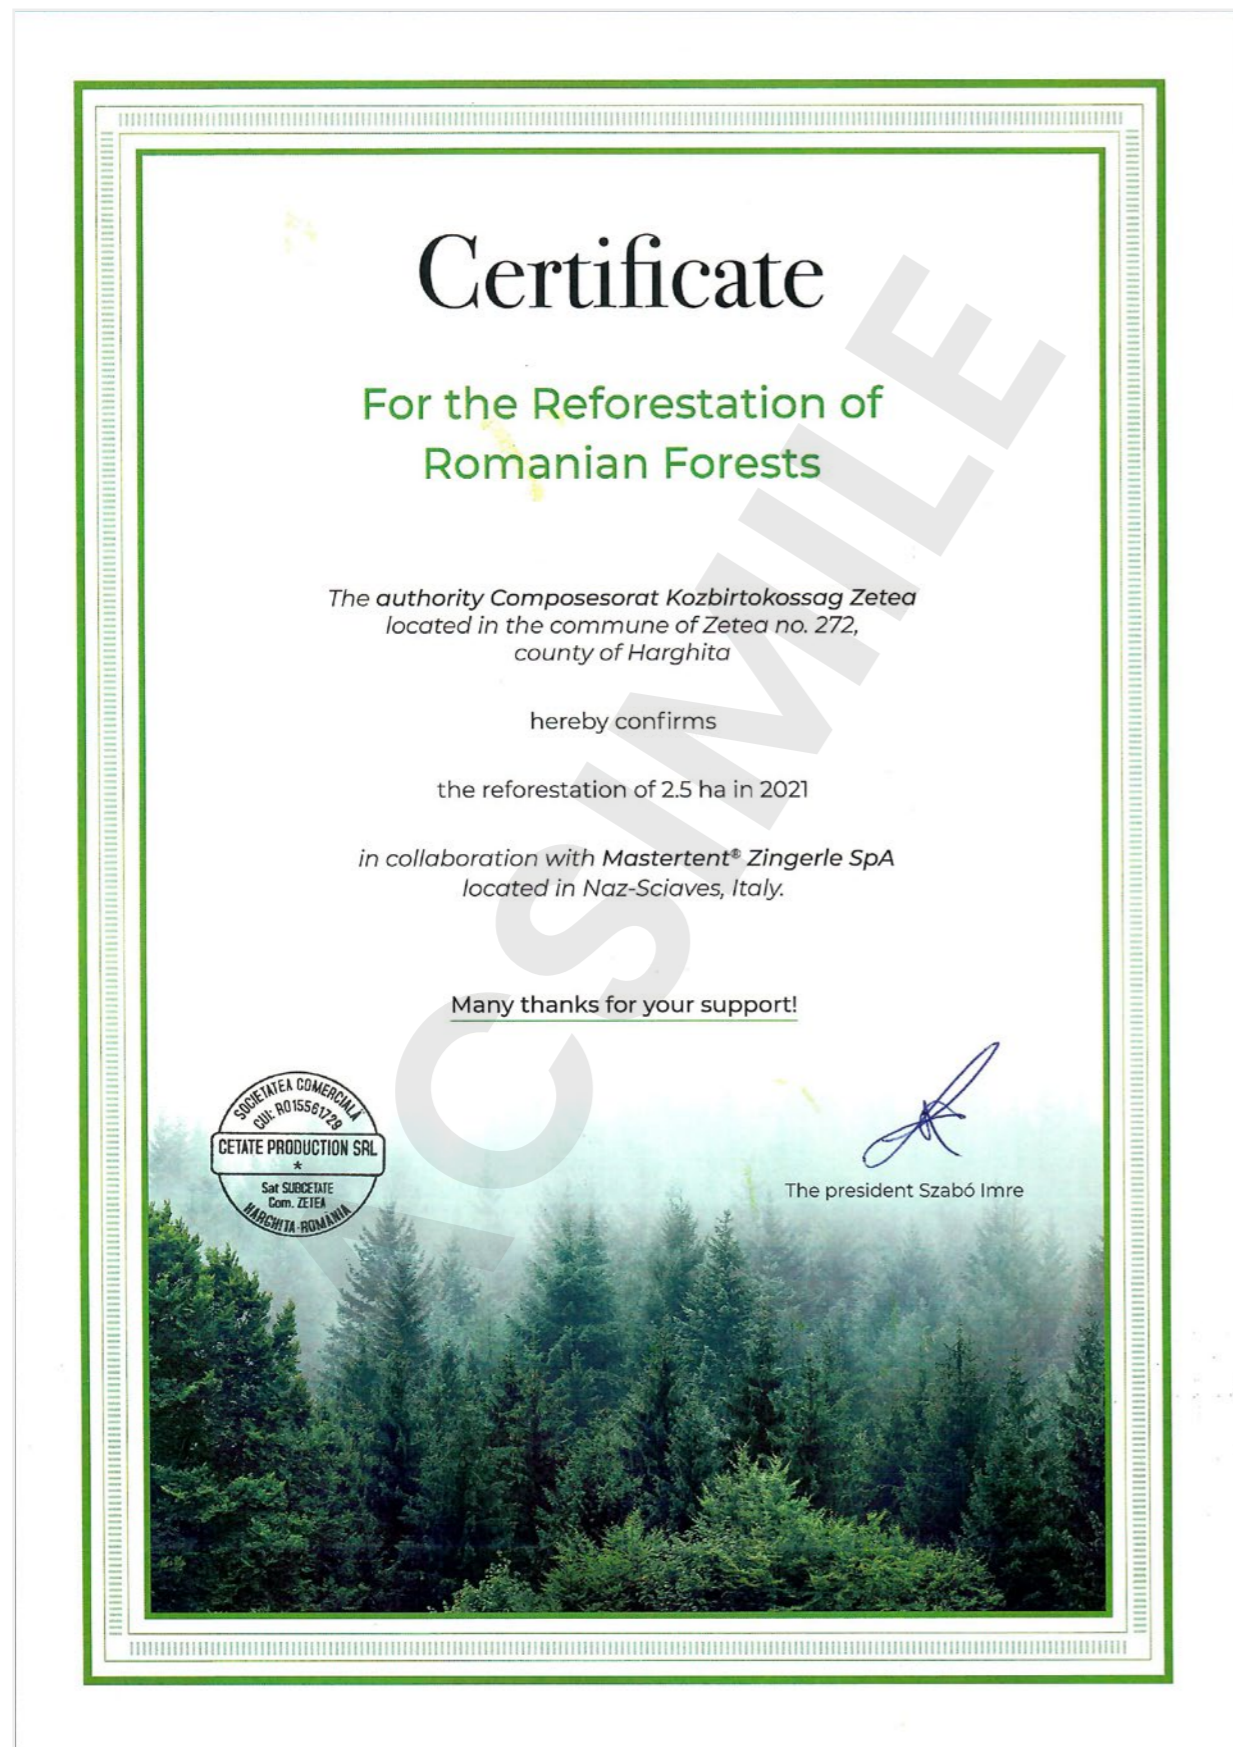 Certificate
For the Reforestation of
Romanian Forests
The authority Composesorat Kozbirtokossag Zetea
located in the commune of Zetea no. 272,
county of Harghita
hereby confirms
the reforestation of 2.5 ha in 2021
in collaboration with Mastertent® Zingerle SpA
located in Naz-Sciaves, Italy.
Many thanks for your support!
SOCIETATEA COMERCIALĂ
CUI: RO15561729
CETATE PRODUCTION SRL
*
Sat SUBCETATE
Com. ZETEA
HARGHITA-ROMÂNIA
The president Szabó Imre
ACSIMILE